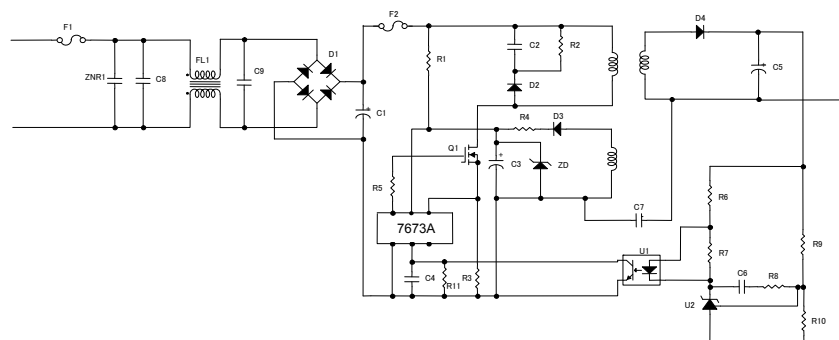 F1
F2
D4
FL1
D1
C2
R2
R1
C5
ZNR1
C8
C9
D2
C1
R4
D3
Q1
C3
ZD
R5
R6
C7
7673A
U1
R7
R9
C4
R11
R3
C6
R8
U2
R10